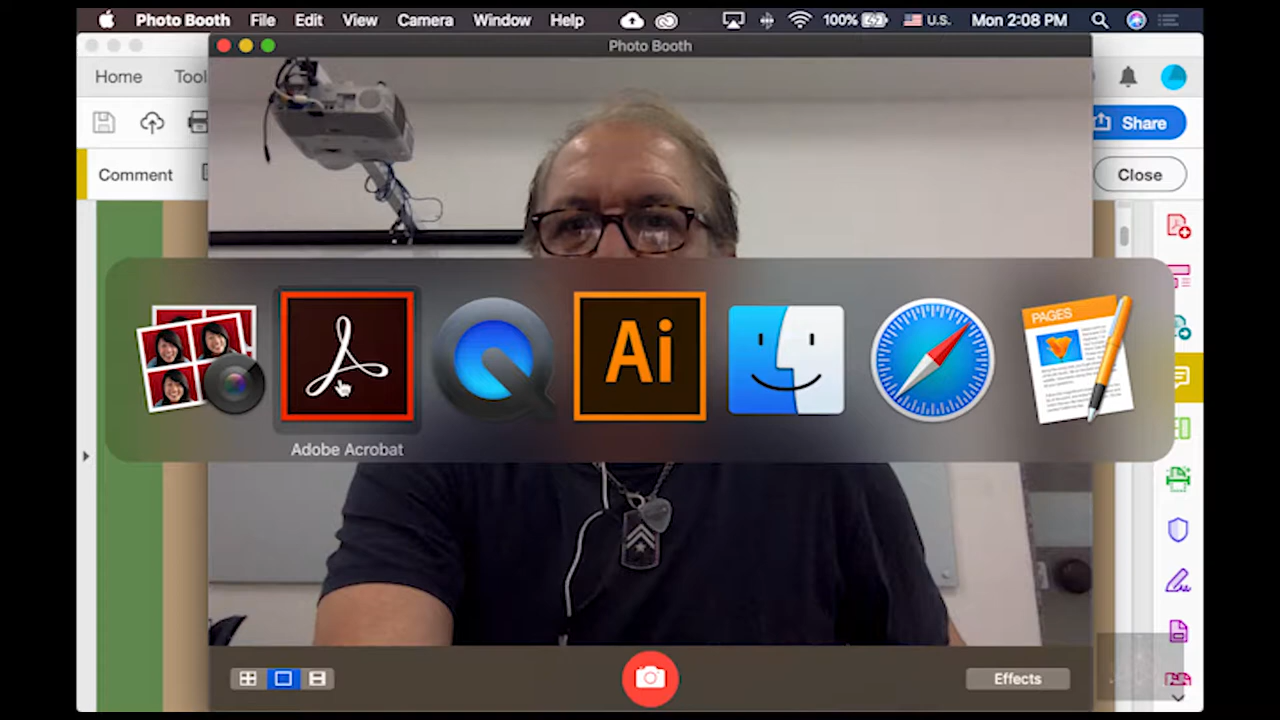 Photo Booth File Edit View Camera Window Help 100% U.S. Mon 2:08 PM
Photo Booth
Home Tool
Share
Comment
Close
Ai
PAGES
Adobe Acrobat
Effects